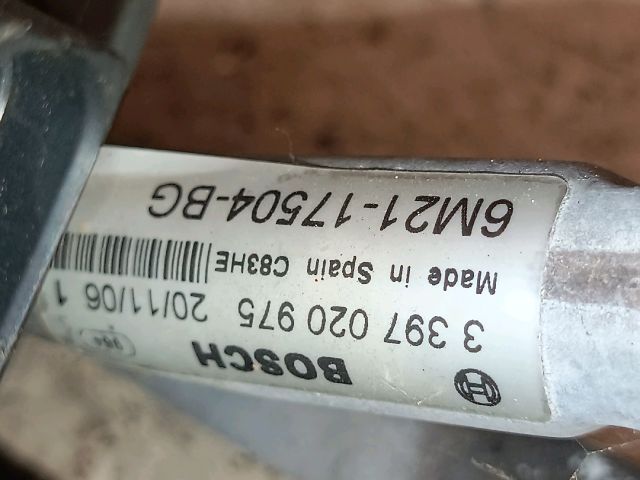 BOSCH
3 397 020 975 20/11/06 1
Made in Spain C83HE
6M21-17504-BG